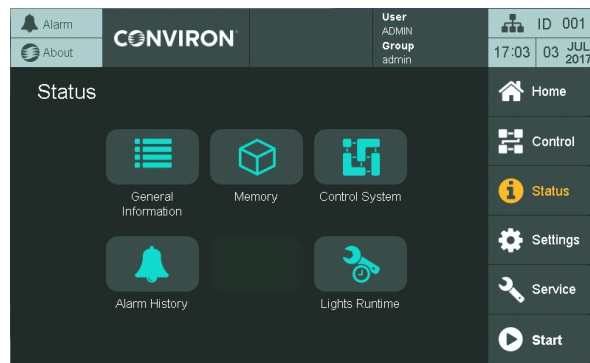 Alarm
About
CONVIRON
User
ADMIN
Group
admin
ID 001
17:03 03 JUL
2017
Status
General
Information
Memory
Control System
Alarm History
Lights Runtime
Home
Control
Status
Settings
Service
Start